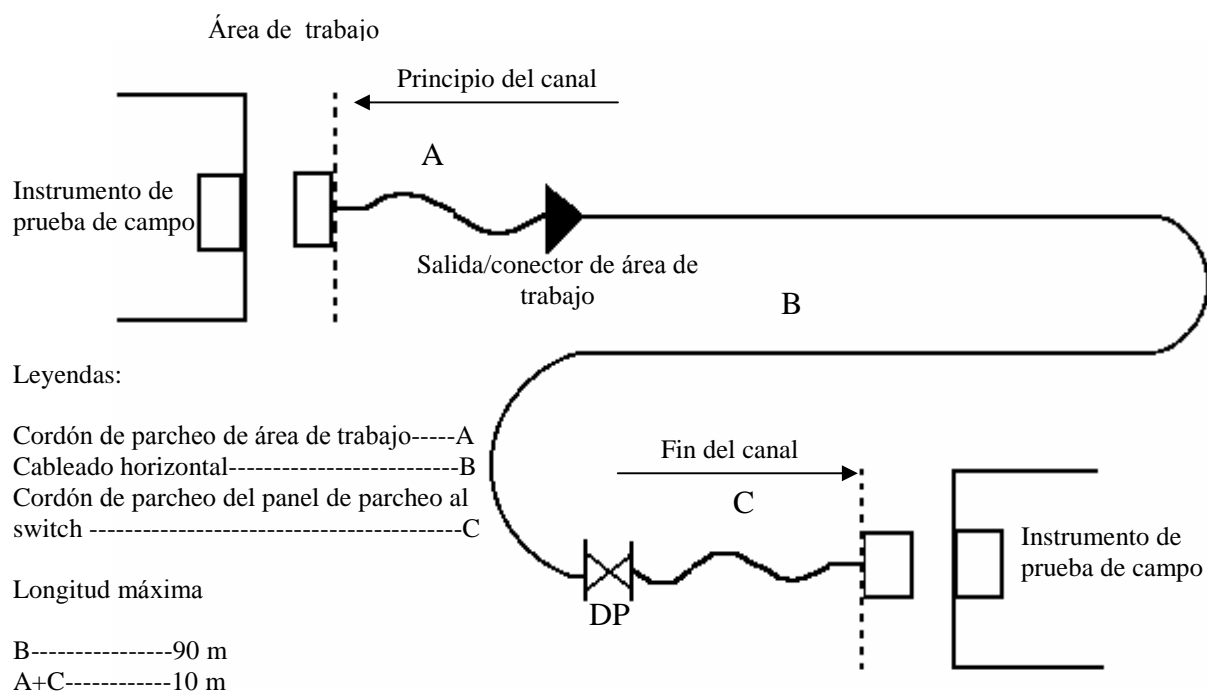 Área de trabajo
Principio del canal
A
Instrumento de
prueba de campo
Salida/conector de área de
trabajo
B
Leyendas:
Cordón de parcheo de área de trabajo-----A
Cableado horizontal--------------------------B
Cordón de parcheo del panel de parcheo al
switch ------------------------------------------C
Fin del canal
C
Instrumento de
prueba de campo
DP
Longitud máxima
B----------------90 m
A+C------------10 m